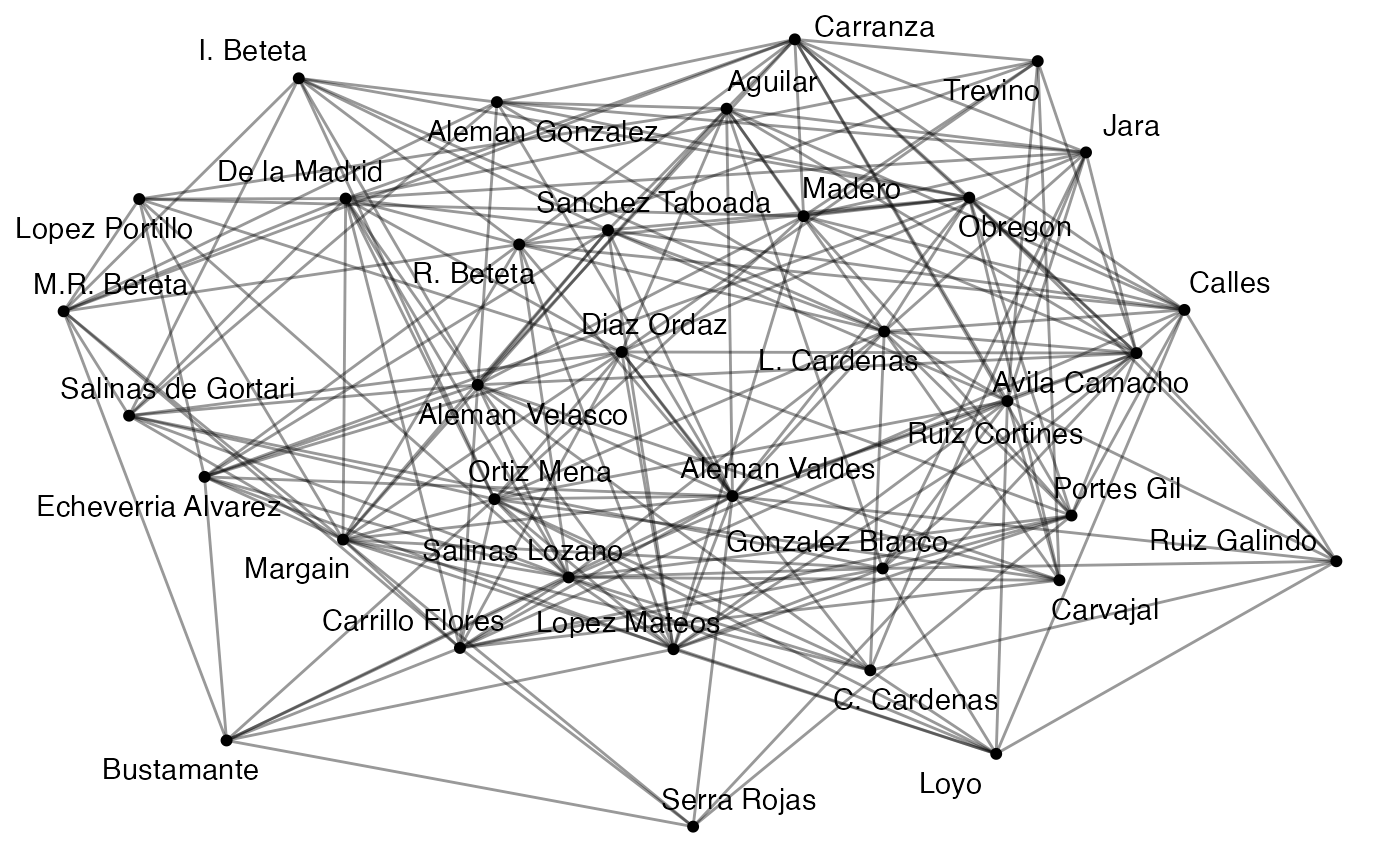 Carranza
I. Beteta
Aguilar
Trevino
Aleman Gonzalez
Jara
De la Madrid
Madero
Sanchez Taboada
Lopez Portillo
Obregon
R. Beteta
M.R. Beteta
Calles
Diaz Ordaz
L. Cardenas
Salinas de Gortari
Avila Camacho
Aleman Velasco
Ruiz Cortines
Ortiz Mena
Aleman Valdes
Portes Gil
Echeverria Alvarez
Gonzalez Blanco
Ruiz Galindo
Salinas Lozano
Margain
Carvajal
Carrillo Flores
Lopez Mateos
C. Cardenas
Bustamante
Loyo
Serra Rojas